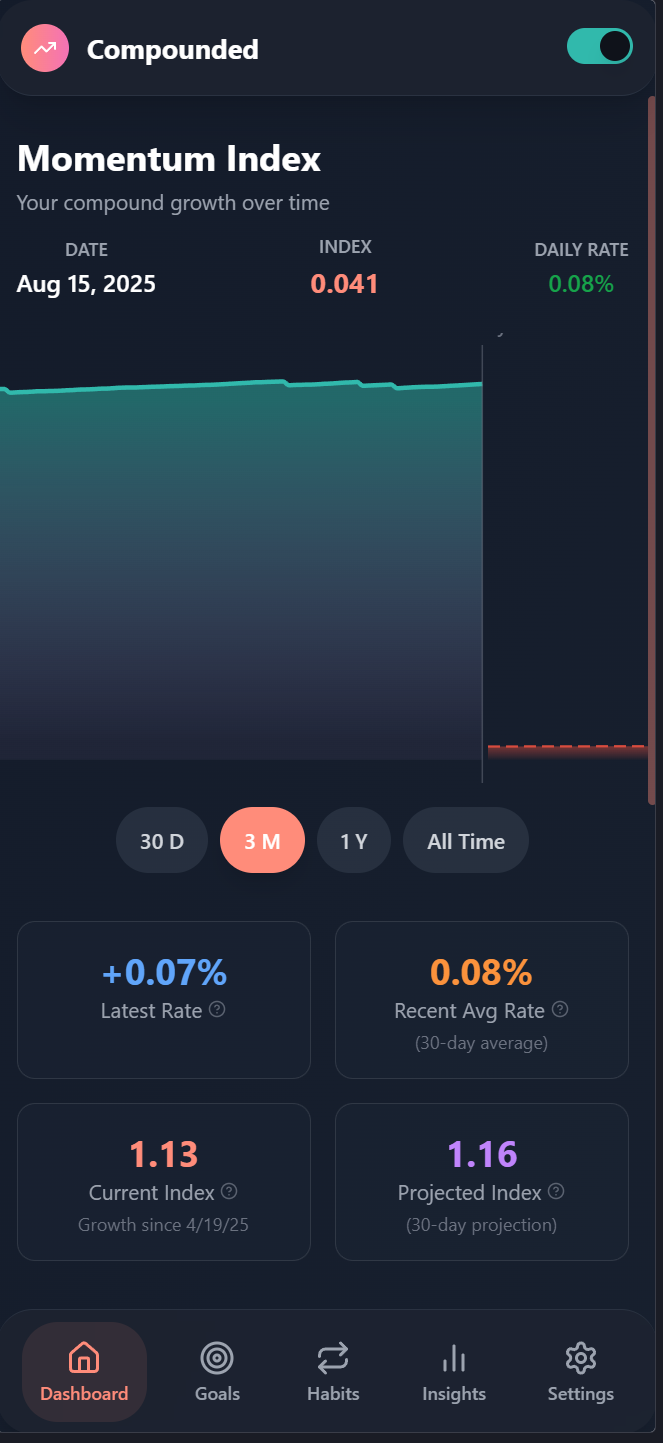 Compounded
Momentum Index
Your compound growth over time
DATE
Aug 15, 2025
INDEX
0.041
DAILY RATE
0.08%
30 D
3 M
1 Y
All Time
+0.07%
Latest Rate
0.08%
Recent Avg Rate
(30-day average)
1.13
Current Index
Growth since 4/19/25
1.16
Projected Index
(30-day projection)
Dashboard
Goals
Habits
Insights
Settings